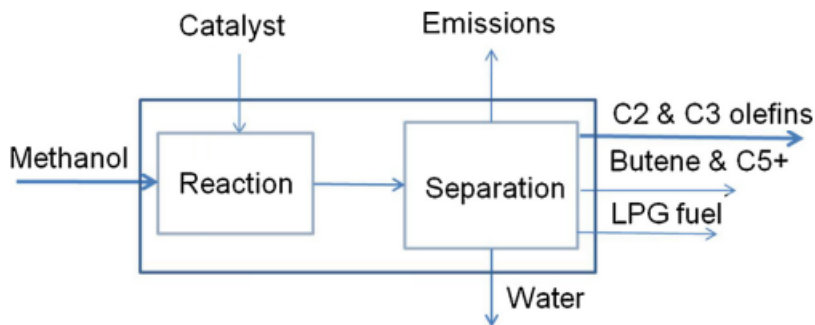 Catalyst
Emissions
C2 & C3 olefins
Methanol
Butene & C5+
Reaction
Separation
LPG fuel
Water